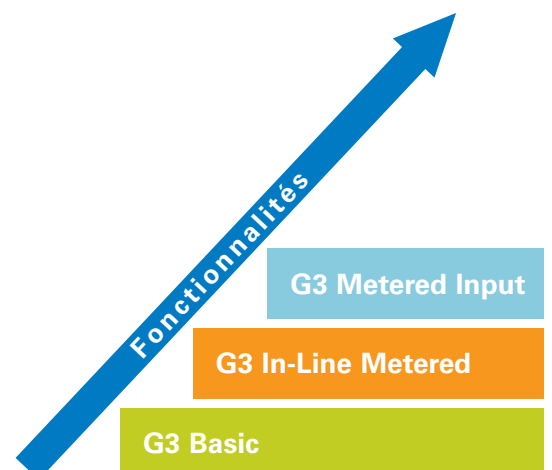 Fonctionnalités
G3 Metered Input
G3 In-Line Metered
G3 Basic